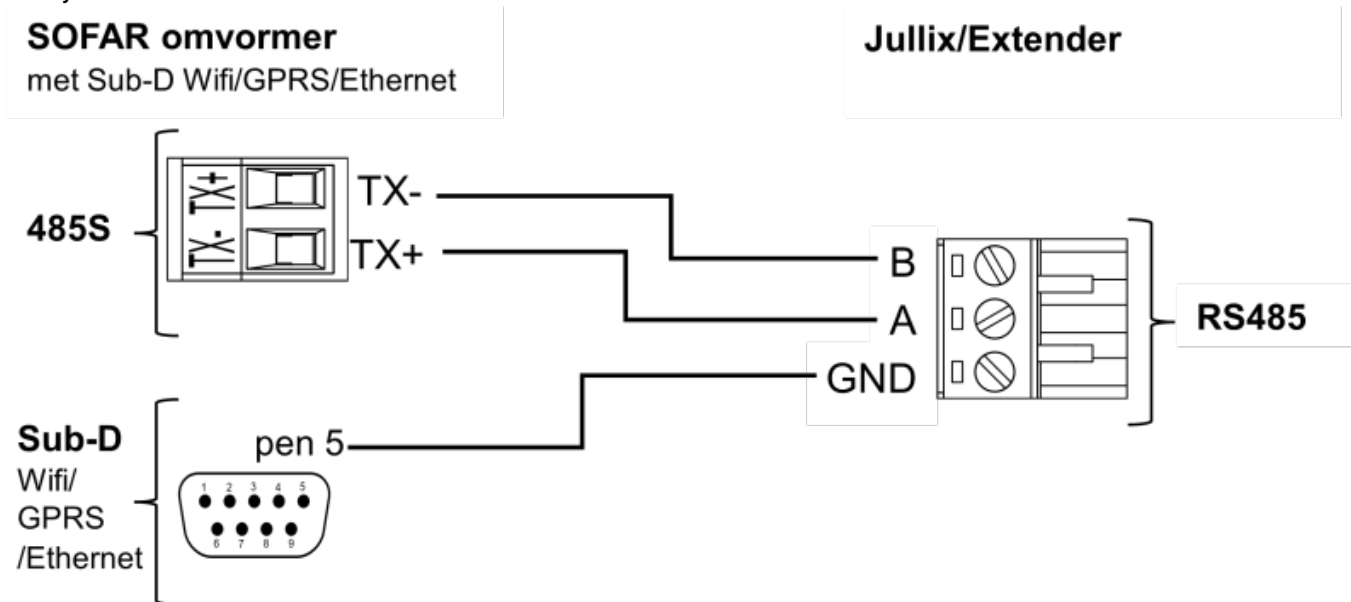 SOFAR omvormer
met Sub-D Wifi/GPRS/Ethernet
Jullix/Extender
485S
TX+
TX-
TX-
TX+
B
A
GND
RS485
Sub-D
Wifi/
GPRS
/Ethernet
pen 5
1 2 3 4 5
6 7 8 9